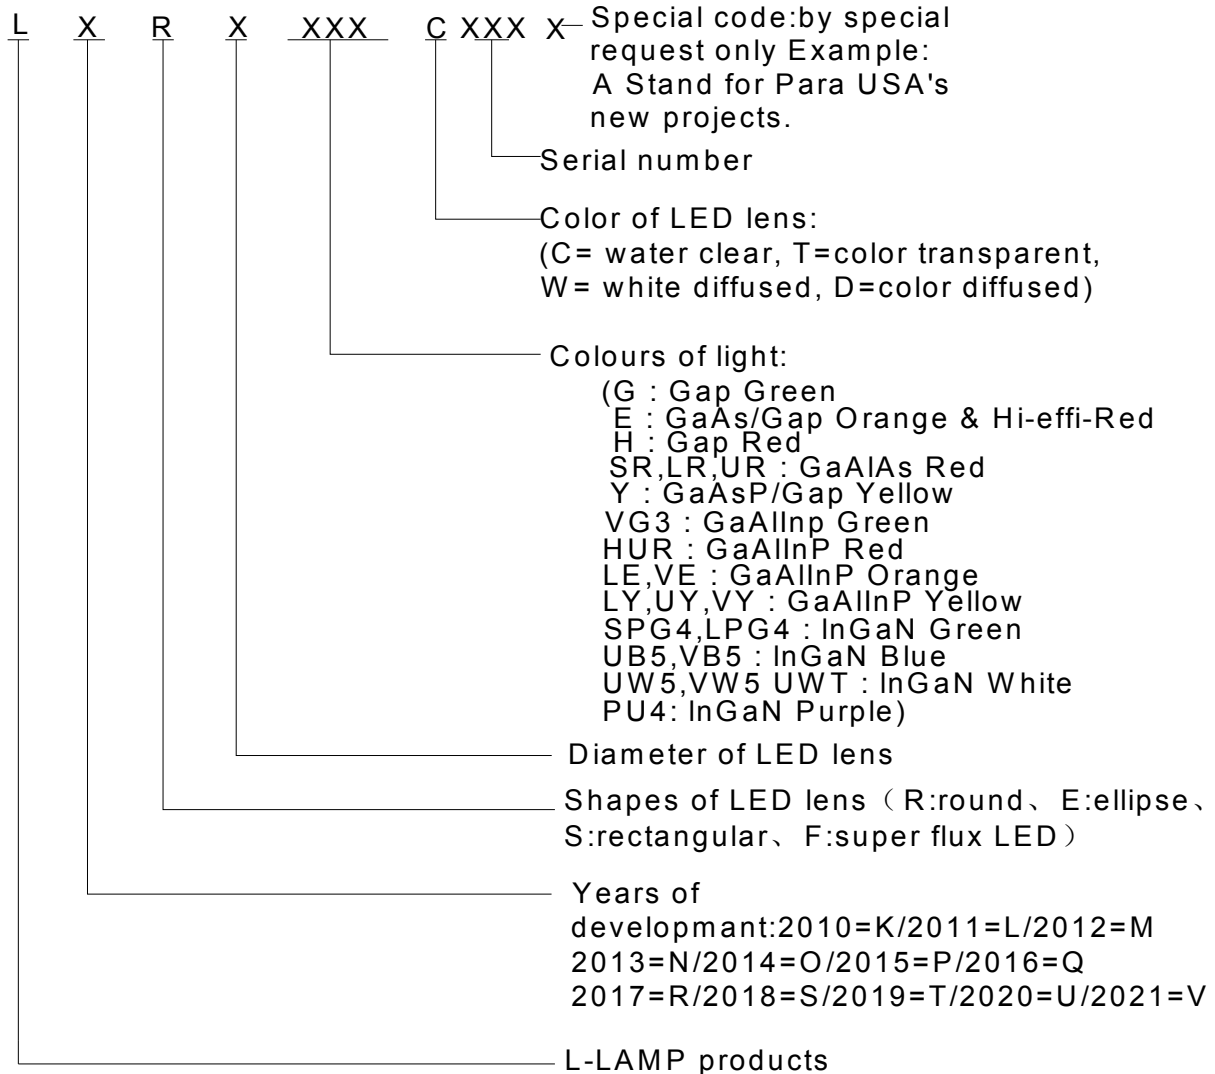 L X R X XXX C XXX X Special code:by special
request only Example:
A Stand for Para USA's
new projects.
Serial number
Color of LED lens:
(C= water clear, T=color transparent,
W= white diffused, D=color diffused)
Colours of light:
(G : Gap Green
E : GaAs/Gap Orange & Hi-effi-Red
H : Gap Red
SR,LR,UR : GaAlAs Red
Y : GaAsP/Gap Yellow
VG3 : GaAlInp Green
HUR : GaAlInP Red
LE,VE : GaAlInP Orange
LY,UY,VY : GaAlInP Yellow
SPG4,LPG4 : InGaN Green
UB5,VB5 : InGaN Blue
UW5,VW5 UWT : InGaN White
PU4: InGaN Purple)
Diameter of LED lens
Shapes of LED lens（R:round、E:ellipse、
S:rectangular、F:super flux LED）
Years of
developmant:2010=K/2011=L/2012=M
2013=N/2014=O/2015=P/2016=Q
2017=R/2018=S/2019=T/2020=U/2021=V
L-LAMP products